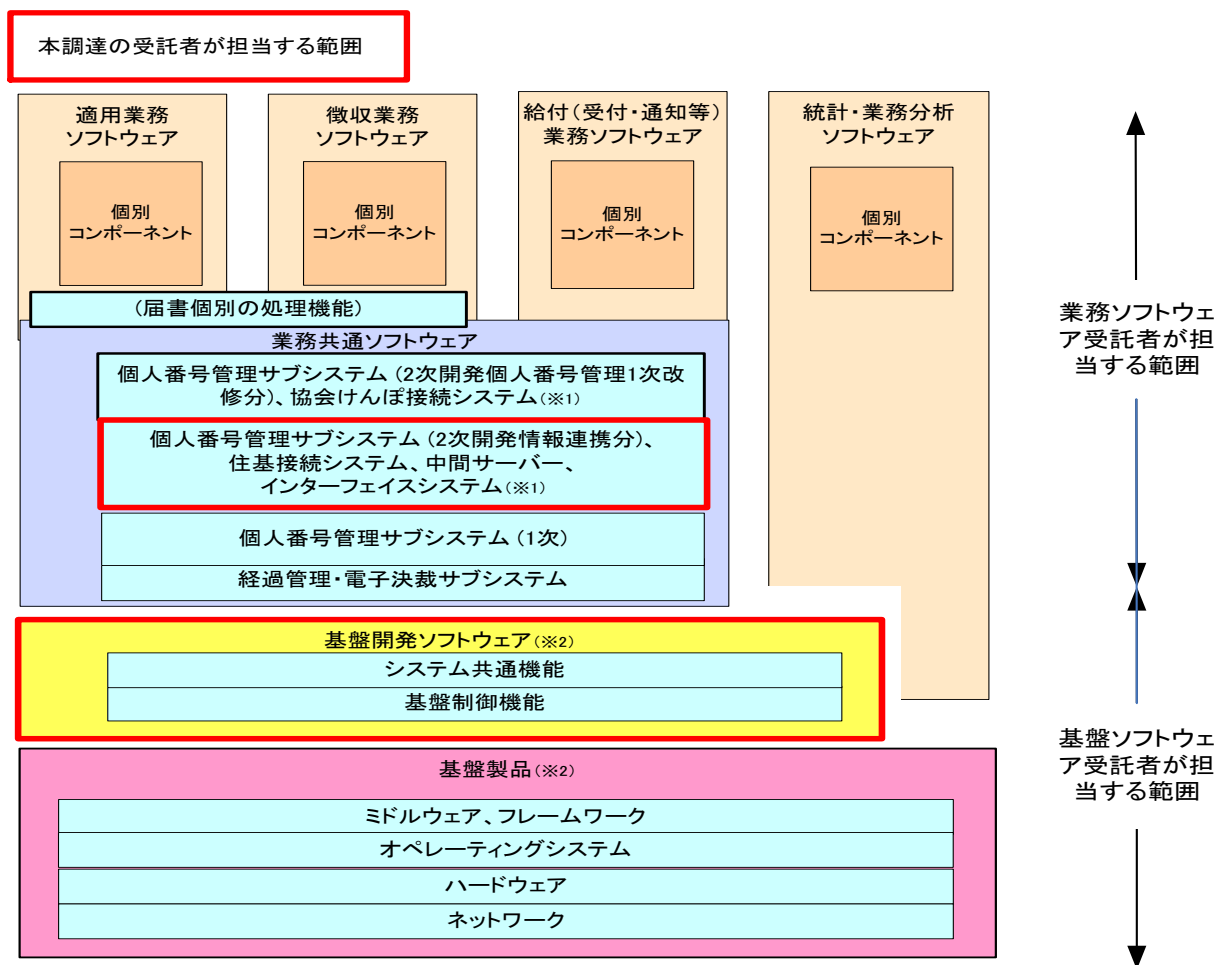 本調達の受託者が担当する範囲
適用業務
ソフトウェア
徴収業務
ソフトウェア
給付(受付・通知等)
業務ソフトウェア
統計・業務分析
ソフトウェア
個別
コンポーネント
個別
コンポーネント
個別
コンポーネント
個別
コンポーネント
(届書個別の処理機能)
業務共通ソフトウェア
個人番号管理サブシステム(2次開発個人番号管理1次改
修分)、協会けんぽ接続システム(※1)
個人番号管理サブシステム(2次開発情報連携分)、
住基接続システム、中間サーバー、
インターフェイスシステム(※1)
個人番号管理サブシステム(1次)
経過管理・電子決裁サブシステム
業務ソフトウェ
ア受託者が担
当する範囲
基盤開発ソフトウェア(※2)
システム共通機能
基盤制御機能
基盤製品(※2)
ミドルウェア、フレームワーク
オペレーティングシステム
ハードウェア
ネットワーク
基盤ソフトウェ
ア受託者が担
当する範囲